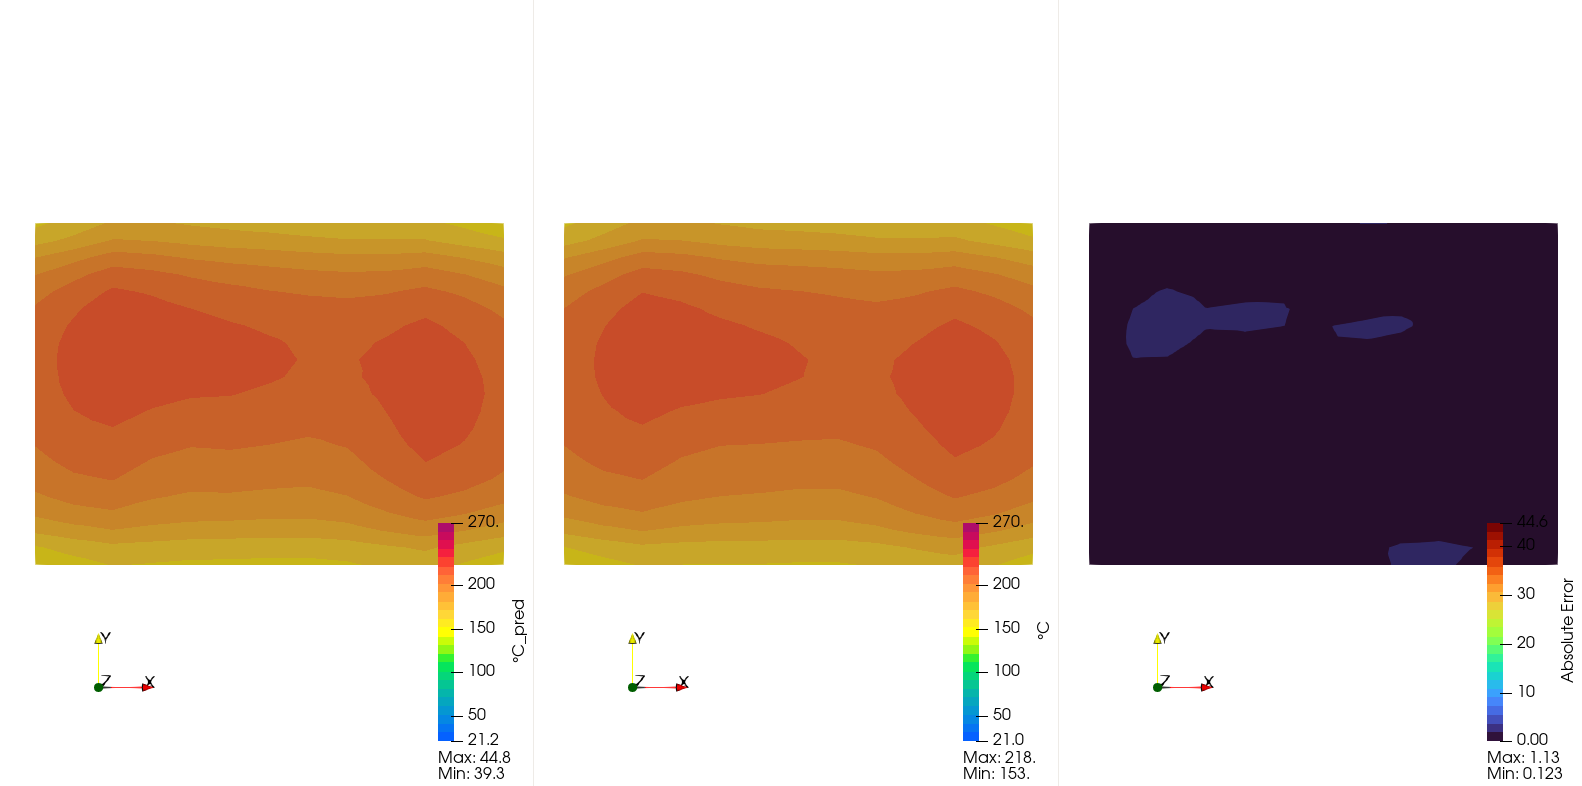 270.
200
150
100
50
21.2
°C_pred
Max: 44.8
Min: 39.3
Y
Z
X
270.
200
150
100
50
21.0
°C
Max: 218.
Min: 153.
Y
Z
X
44.6
40
30
20
10
0.00
Absolute Error
Max: 1.13
Min: 0.123
Y
Z
X